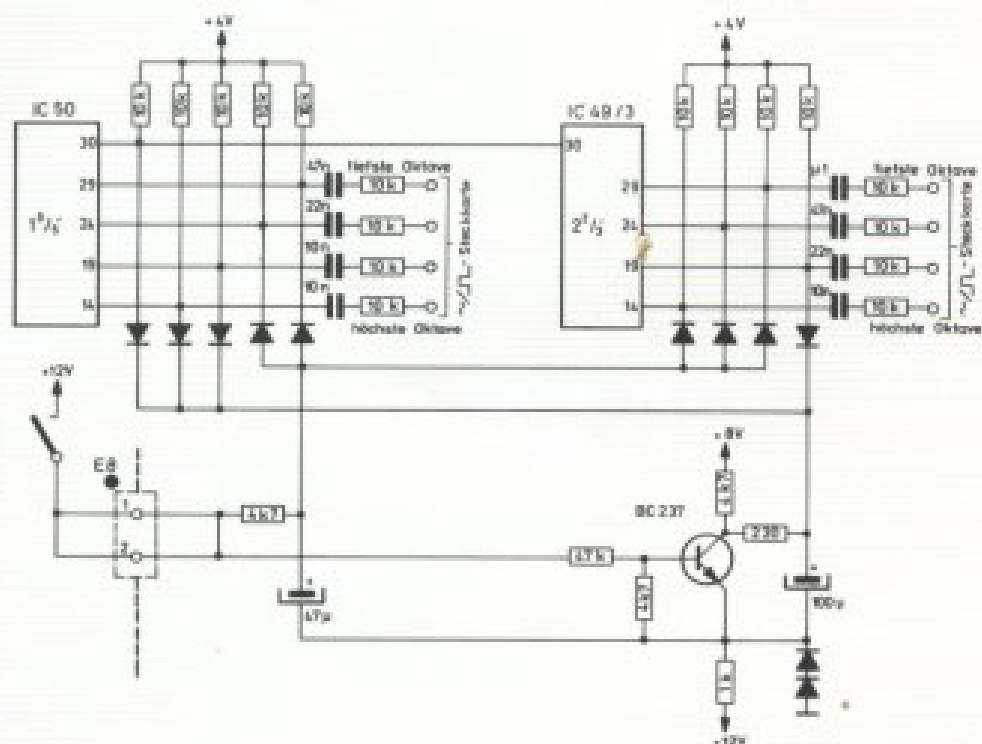 +4V
+4V
10k
10k
10k
10k
10k
10k
10k
10k
10k
IC 50
IC 49/3
30
30
47n
tiefste Oktave
µ1
tiefste Oktave
29
10k
29
10k
22n
47n
24
10k
24
10k
10n
22n
19
10k
19
10k
10n
10n
14
10k
14
10k
höchste Oktave
höchste Oktave
-Steckkarte
-Steckkarte
+12V
E8
1
2
4k7
47µ
+8V
4k7
BC 237
230
47k
4k7
100µ
1k
-12V